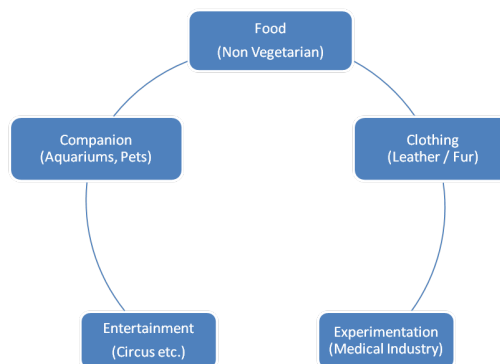 Food
(Non Vegetarian)
Companion
(Aquariums, Pets)
Clothing
(Leather / Fur)
Entertainment
(Circus etc.)
Experimentation
(Medical Industry)